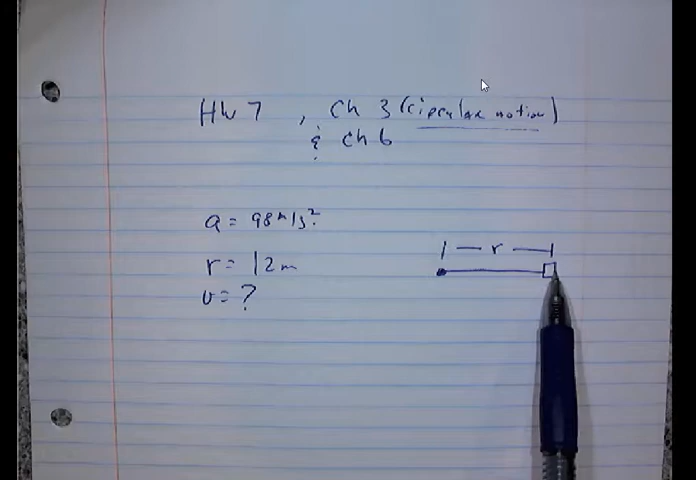 HW 7 , Ch 3 (circular motion)
& Ch 6
a = 98 m/s²
r = 12 m
v = ?
r